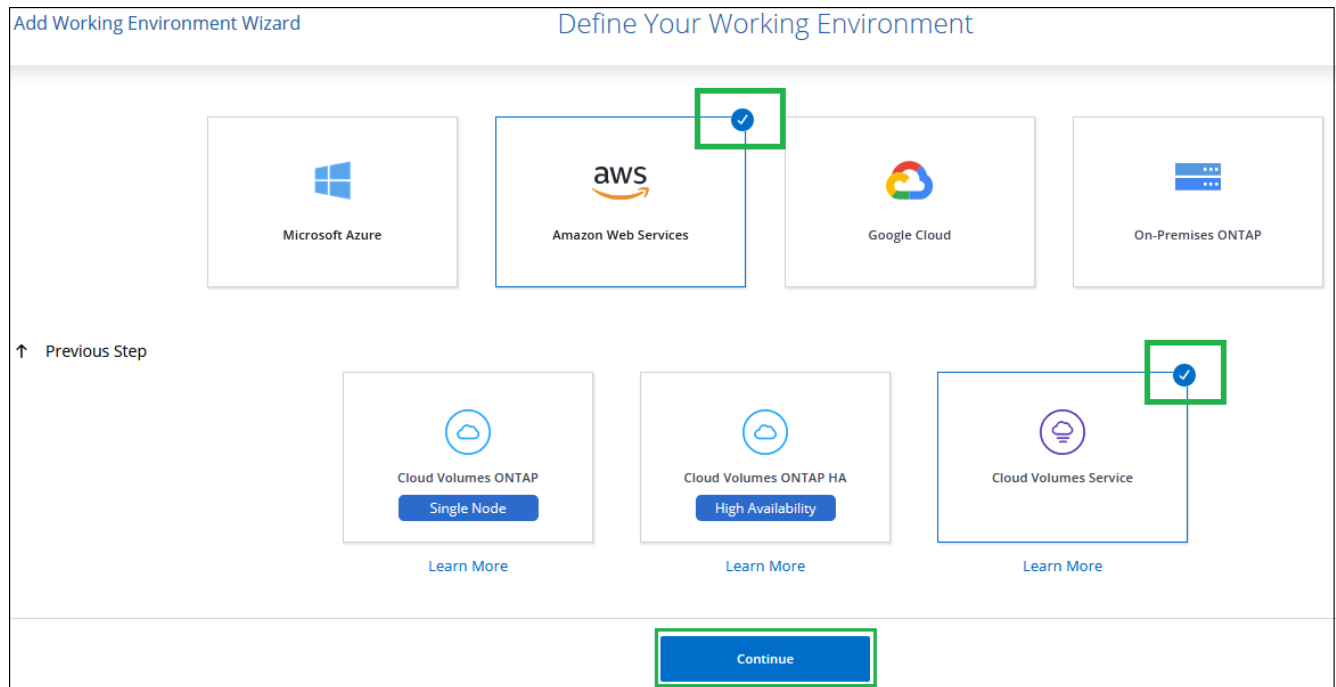 Add Working Environment Wizard
Define Your Working Environment
aws
Microsoft Azure
Amazon Web Services
Google Cloud
On-Premises ONTAP
↑ Previous Step
Cloud Volumes ONTAP
Single Node
Cloud Volumes ONTAP HA
High Availability
Cloud Volumes Service
Learn More
Learn More
Learn More
Continue